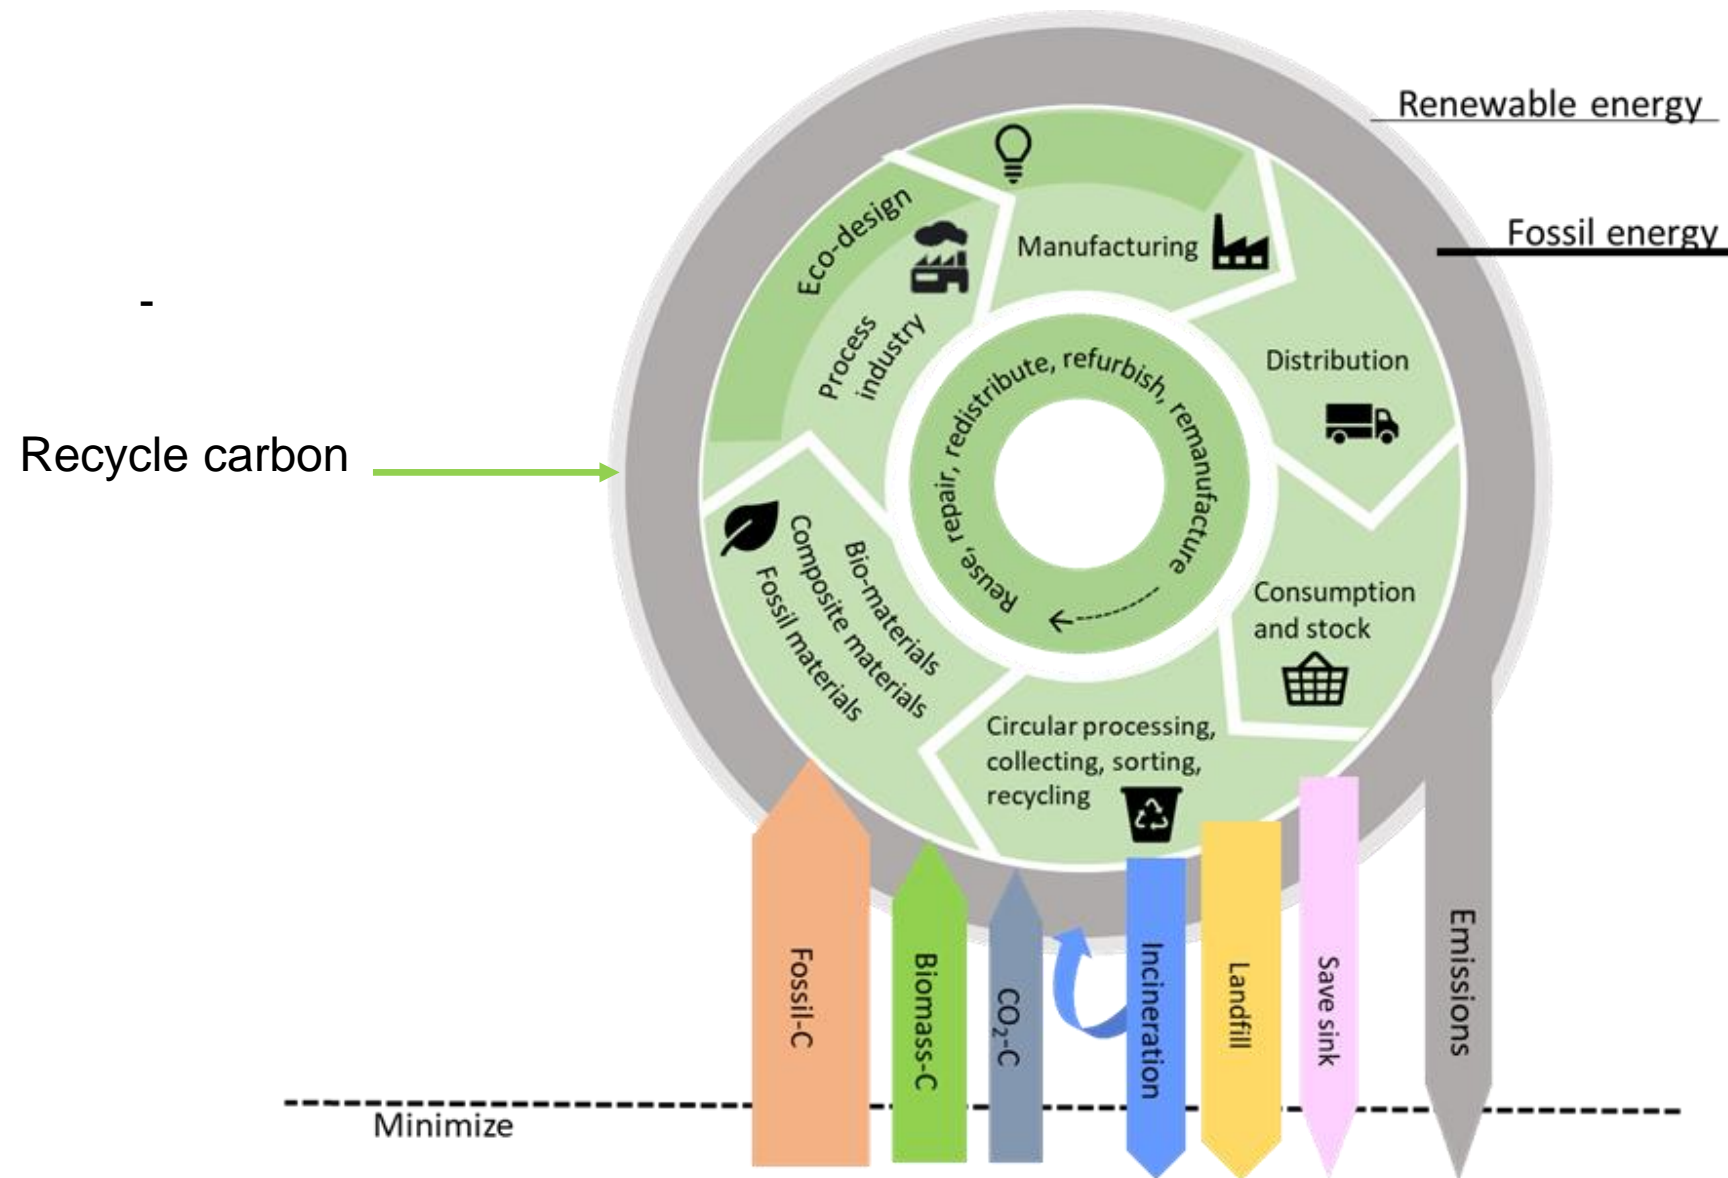 Renewable energy
Fossil energy
-
Recycle carbon
Eco-design
Process
industry
Manufacturing
Distribution
Reuse, repair, redistribute, refurbish, remanufacture
Consumption
and stock
Bio-materials
Composite materials
Fossil materials
Circular processing,
collecting, sorting,
recycling
Fossil-C
Biomass-C
CO₂-C
Incineration
Landfill
Save sink
Emissions
Minimize